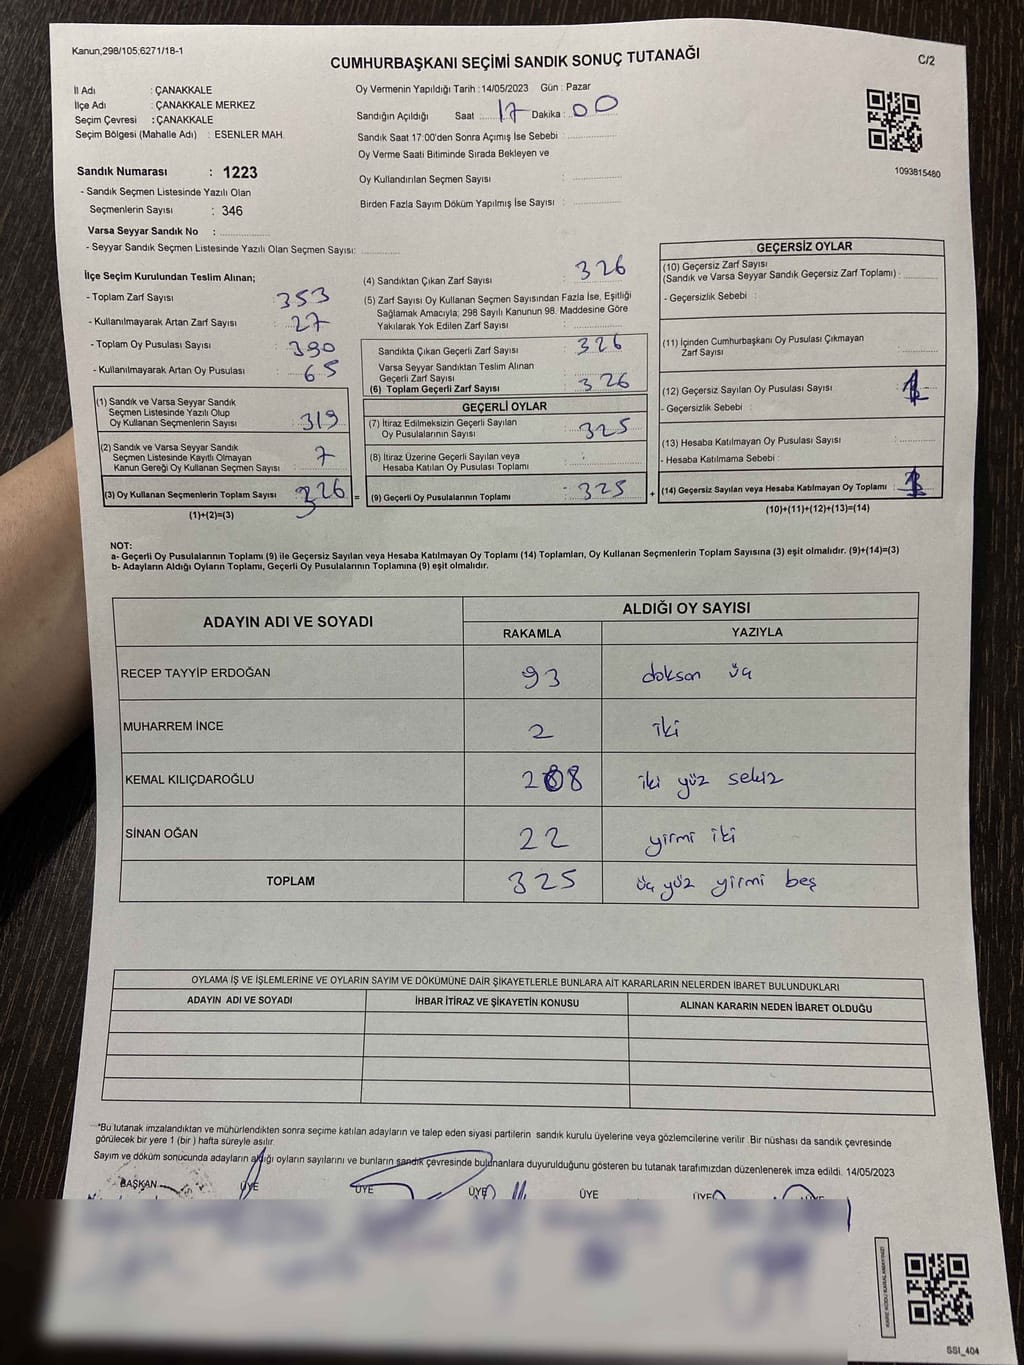 Kanun,298/105,6271/18-1
CUMHURBAŞKANI SEÇİMİ SANDIK SONUÇ TUTANAĞI
C/2
İl Adı : ÇANAKKALE
İlçe Adı : ÇANAKKALE MERKEZ
Seçim Çevresi : ÇANAKKALE
Seçim Bölgesi (Mahalle Adı) : ESENLER MAH.
Oy Vermenin Yapıldığı Tarih :14/05/2023 Gün : Pazar
Sandığın Açıldığı Saat 17 Dakika : 00
Sandık Saat 17:00'den Sonra Açımış İse Sebebi :
Oy Verme Saati Bitiminde Sırada Bekleyen ve
Oy Kullandırılan Seçmen Sayısı :
Birden Fazla Sayım Döküm Yapılmış İse Sayısı :
1093815480
Sandık Numarası : 1223
- Sandık Seçmen Listesinde Yazılı Olan
Seçmenlerin Sayısı : 346
Varsa Seyyar Sandık No :
- Seyyar Sandık Seçmen Listesinde Yazılı Olan Seçmen Sayısı:
İlçe Seçim Kurulundan Teslim Alınan;
- Toplam Zarf Sayısı : 353
- Kullanılmayarak Artan Zarf Sayısı : 27
- Toplam Oy Pusulası Sayısı : 390
- Kullanılmayarak Artan Oy Pusulası : 65
(1) Sandık ve Varsa Seyyar Sandık
Seçmen Listesinde Yazılı Olup
Oy Kullanan Seçmenlerin Sayısı : 319
(2) Sandık ve Varsa Seyyar Sandık
Seçmen Listesinde Kayıtlı Olmayan
Kanun Gereği Oy Kullanan Seçmen Sayısı : 7
(3) Oy Kullanan Seçmenlerin Toplam Sayısı : 326
(1)+(2)=(3)
=
(4) Sandıktan Çıkan Zarf Sayısı : 326
(5) Zarf Sayısı Oy Kullanan Seçmen Sayısından Fazla İse, Eşitliği
Sağlamak Amacıyla; 298 Sayılı Kanunun 98. Maddesine Göre
Yakılarak Yok Edilen Zarf Sayısı :
Sandıkta Çıkan Geçerli Zarf Sayısı : 326
Varsa Seyyar Sandıktan Teslim Alınan
Geçerli Zarf Sayısı :
(6) Toplam Geçerli Zarf Sayısı : 326
GEÇERLİ OYLAR
(7) İtiraz Edilmeksizin Geçerli Sayılan
Oy Pusulalarının Sayısı : 325
(8) İtiraz Üzerine Geçerli Sayılan veya
Hesaba Katılan Oy Pusulası Toplamı :
(9) Geçerli Oy Pusulalarının Toplamı : 325
+
GEÇERSİZ OYLAR
(10) Geçersiz Zarf Sayısı
(Sandık ve Varsa Seyyar Sandık Geçersiz Zarf Toplamı) :
- Geçersizlik Sebebi :
(11) İçinden Cumhurbaşkanı Oy Pusulası Çıkmayan
Zarf Sayısı :
(12) Geçersiz Sayılan Oy Pusulası Sayısı : 1
- Geçersizlik Sebebi :
(13) Hesaba Katılmayan Oy Pusulası Sayısı :
- Hesaba Katılmama Sebebi :
(14) Geçersiz Sayılan veya Hesaba Katılmayan Oy Toplamı : 1
(10)+(11)+(12)+(13)=(14)
NOT:
a- Geçerli Oy Pusulalarının Toplamı (9) ile Geçersiz Sayılan veya Hesaba Katılmayan Oy Toplamı (14) Toplamları, Oy Kullanan Seçmenlerin Toplam Sayısına (3) eşit olmalıdır. (9)+(14)=(3)
b- Adayların Aldığı Oyların Toplamı, Geçerli Oy Pusulalarının Toplamına (9) eşit olmalıdır.
ADAYIN ADI VE SOYADI ALDIĞI OY SAYISI
RAKAMLA YAZIYLA
RECEP TAYYİP ERDOĞAN 93 doksan üç
MUHARREM İNCE 2 iki
KEMAL KILIÇDAROĞLU 208 iki yüz sekiz
SİNAN OĞAN 22 yirmi iki
TOPLAM 325 üç yüz yirmi beş
OYLAMA İŞ VE İŞLEMLERİNE VE OYLARIN SAYIM VE DÖKÜMÜNE DAİR ŞİKAYETLERLE BUNLARA AİT KARARLARIN NELERDEN İBARET BULUNDUKLARI
ADAYIN ADI VE SOYADI İHBAR İTİRAZ VE ŞİKAYETİN KONUSU ALINAN KARARIN NEDEN İBARET OLDUĞU
*Bu tutanak imzalandıktan ve mühürlendikten sonra seçime katılan adayların ve talep eden siyasi partilerin sandık kurulu üyelerine veya gözlemcilerine verilir. Bir nüshası da sandık çevresinde
görülecek bir yere 1 (bir) hafta süreyle asılır.
Sayım ve döküm sonucunda adayların aldığı oyların sayılarını ve bunların sandık çevresinde bulunanlara duyurulduğunu gösteren bu tutanak tarafımızdan düzenlenerek imza edildi. 14/05/2023
BAŞKAN ÜYE ÜYE ÜYE ÜYE ÜYE ÜYE
KARE KODU KARALAMAYINIZ!
SSI_404